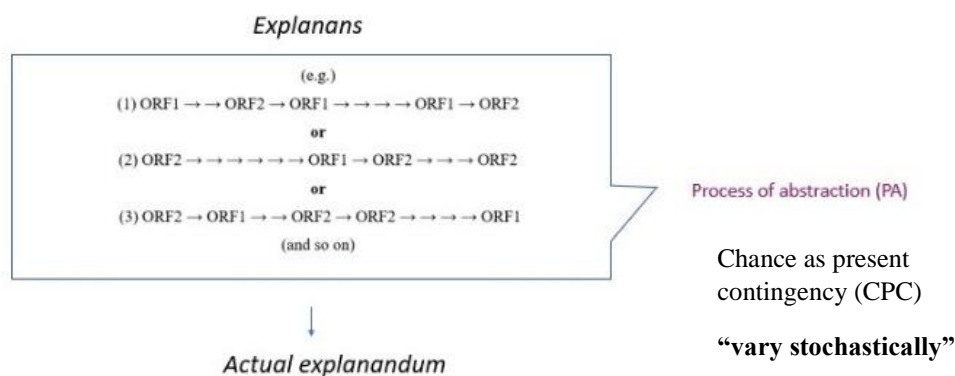 Explanans
(e.g.)
(1) ORF1 → → ORF2 → ORF1 → → → → ORF1 → ORF2
or
(2) ORF2 → → → → → → ORF1 → ORF2 → → → ORF2
or
(3) ORF2 → ORF1 → → ORF2 → ORF2 → → → → ORF1
(and so on)
Process of abstraction (PA)
Chance as present
contingency (CPC)
“vary stochastically”
Actual explanandum